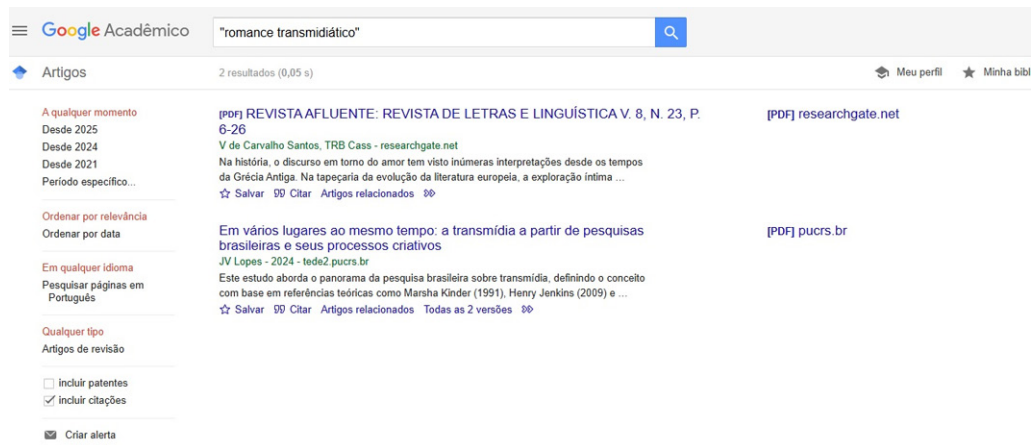 Google Acadêmico
"romance transmidiático"
Artigos
2 resultados (0,05 s)
Meu perfil
Minha bibl
A qualquer momento
Desde 2025
Desde 2024
Desde 2021
Período específico...
Ordenar por relevância
Ordenar por data
Em qualquer idioma
Pesquisar páginas em
Português
Qualquer tipo
Artigos de revisão
incluir patentes
incluir citações
Criar alerta
[PDF] REVISTA AFLUENTE: REVISTA DE LETRAS E LINGUÍSTICA V. 8, N. 23, P.
6-26
V de Carvalho Santos, TRB Cass - researchgate.net
Na história, o discurso em torno do amor tem visto inúmeras interpretações desde os tempos
da Grécia Antiga. Na tapeçaria da evolução da literatura europeia, a exploração íntima ...
Salvar Citar Artigos relacionados
[PDF] researchgate.net
Em vários lugares ao mesmo tempo: a transmídia a partir de pesquisas
brasileiras e seus processos criativos
JV Lopes - 2024 - tede2.pucrs.br
Este estudo aborda o panorama da pesquisa brasileira sobre transmídia, definindo o conceito
com base em referências teóricas como Marsha Kinder (1991), Henry Jenkins (2009) e ...
Salvar Citar Artigos relacionados Todas as 2 versões
[PDF] pucrs.br